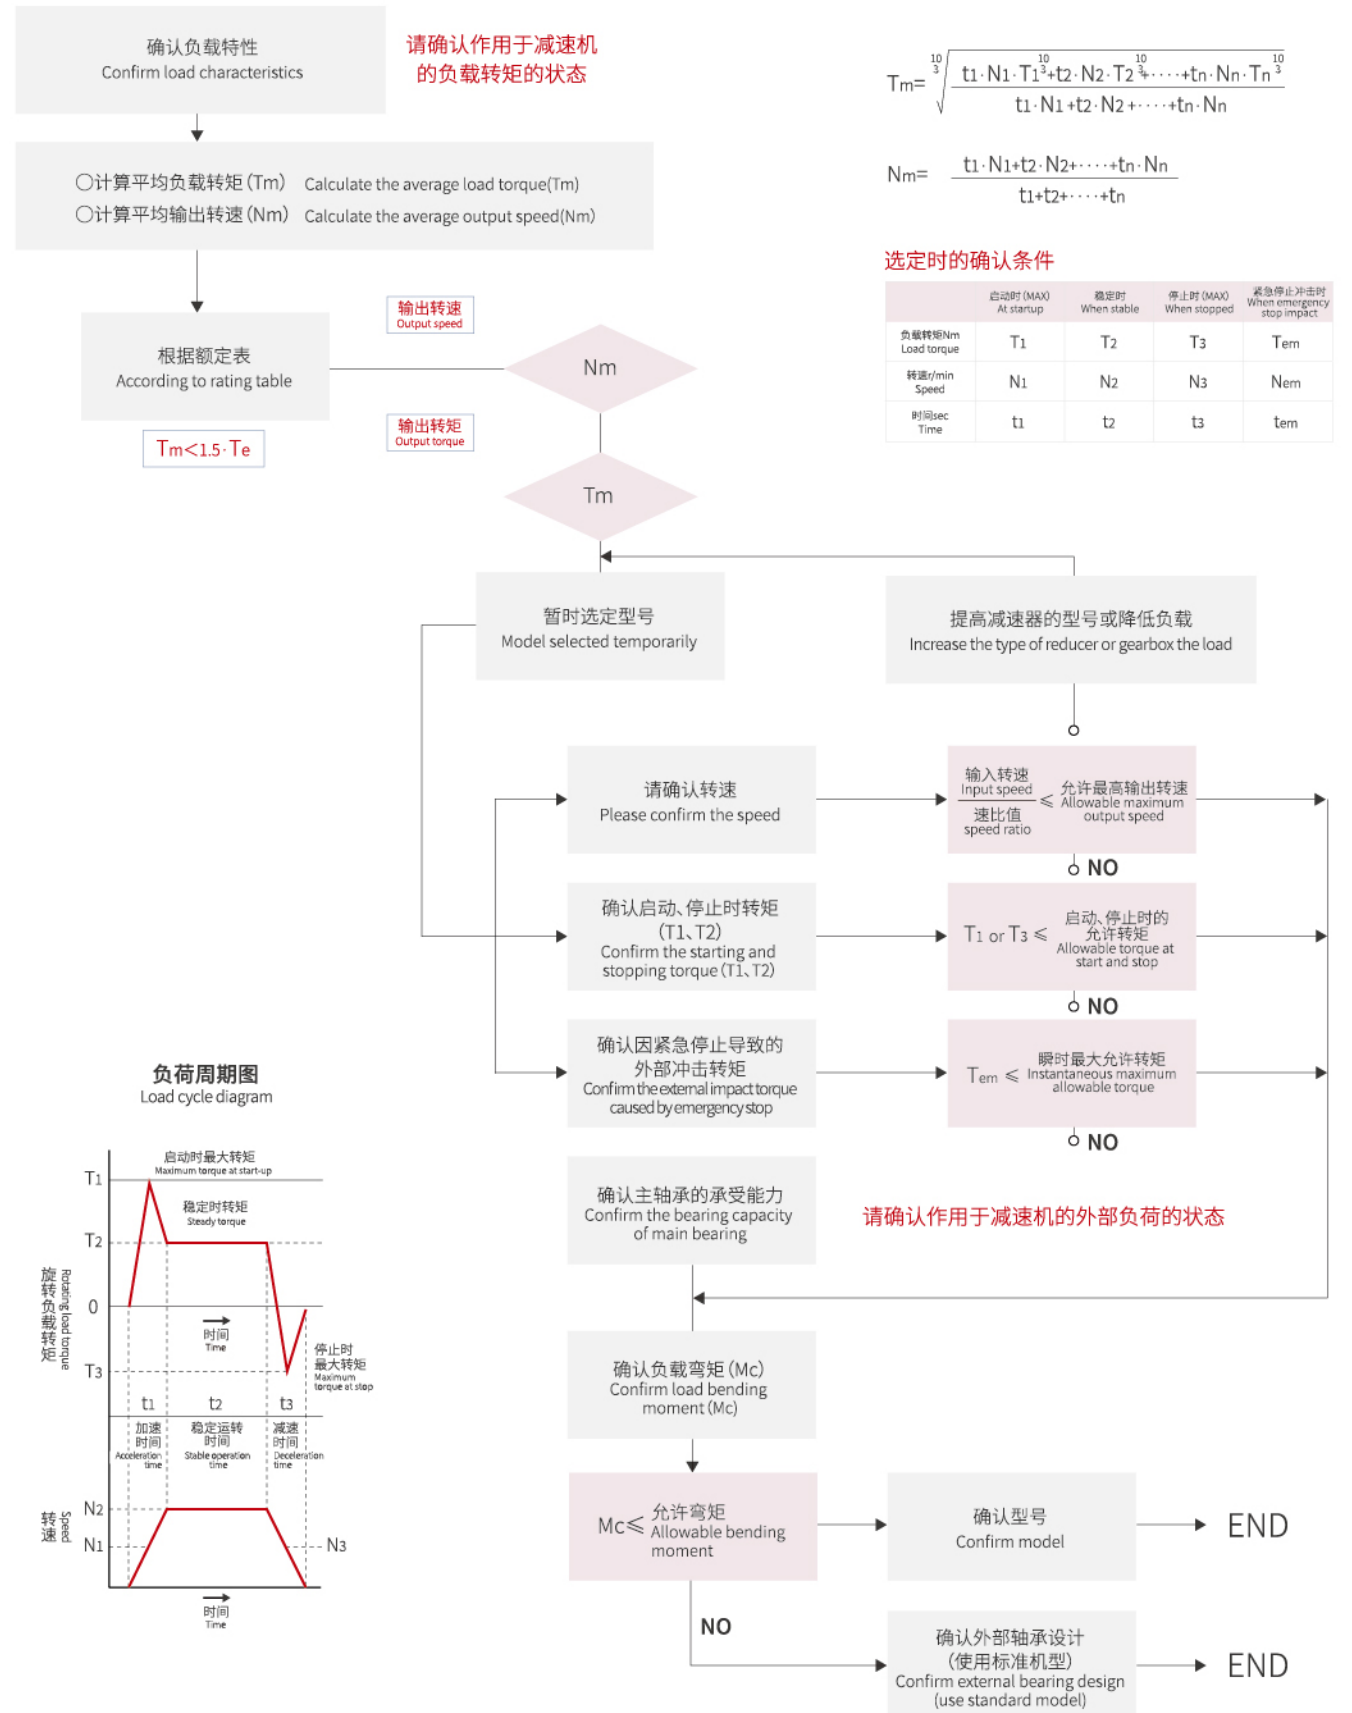 确认负载特性
Confirm load characteristics
请确认作用于减速机
的负载转矩的状态
○计算平均负载转矩(Tm) Calculate the average load torque(Tm)
○计算平均输出转速(Nm) Calculate the average output speed(Nm)
Tm=
10
3
t1·N1·T1 10 3 +t2·N2·T2 10 3 +····+tn·Nn·Tn 10 3
t1·N1+t2·N2+····+tn·Nn
Nm=
t1·N1+t2·N2+····+tn·Nn
t1+t2+····+tn
选定时的确认条件
启动时(MAX)
At startup
稳定时
When stable
停止时(MAX)
When stopped
紧急停止冲击时
When emergency
stop impact
负载转矩Nm
Load torque
T1
T2
T3
Tem
转速r/min
Speed
N1
N2
N3
Nem
时间sec
Time
t1
t2
t3
tem
根据额定表
According to rating table
Tm<1.5·Te
输出转速
Output speed
Nm
输出转矩
Output torque
Tm
暂时选定型号
Model selected temporarily
提高减速器的型号或降低负载
Increase the type of reducer or gearbox the load
请确认转速
Please confirm the speed
输入转速
Input speed
速比值
speed ratio
≤
允许最高输出转速
Allowable maximum
output speed
NO
确认启动、停止时转矩
(T1、T2)
Confirm the starting and
stopping torque(T1、T2)
T1 or T3 ≤
启动、停止时的
允许转矩
Allowable torque at
start and stop
NO
确认因紧急停止导致的
外部冲击转矩
Confirm the external impact torque
caused by emergency stop
Tem ≤
瞬时最大允许转矩
Instantaneous maximum
allowable torque
NO
确认主轴承的承受能力
Confirm the bearing capacity
of main bearing
请确认作用于减速机的外部负荷的状态
确认负载弯矩(Mc)
Confirm load bending
moment(Mc)
Mc≤
允许弯矩
Allowable bending
moment
确认型号
Confirm model
END
NO
确认外部轴承设计
(使用标准机型)
Confirm external bearing design
(use standard model)
END
负荷周期图
Load cycle diagram
启动时最大转矩
Maximum torque at start-up
T1
稳定时转矩
Steady torque
T2
旋转负载转矩
Rotating load torque
0
时间
Time
停止时
最大转矩
Maximum
torque at stop
T3
t1
t2
t3
加速
时间
Acceleration
time
稳定运转
时间
Stable operation
time
减速
时间
Deceleration
time
转速
Speed
N2
N1
N3
时间
Time